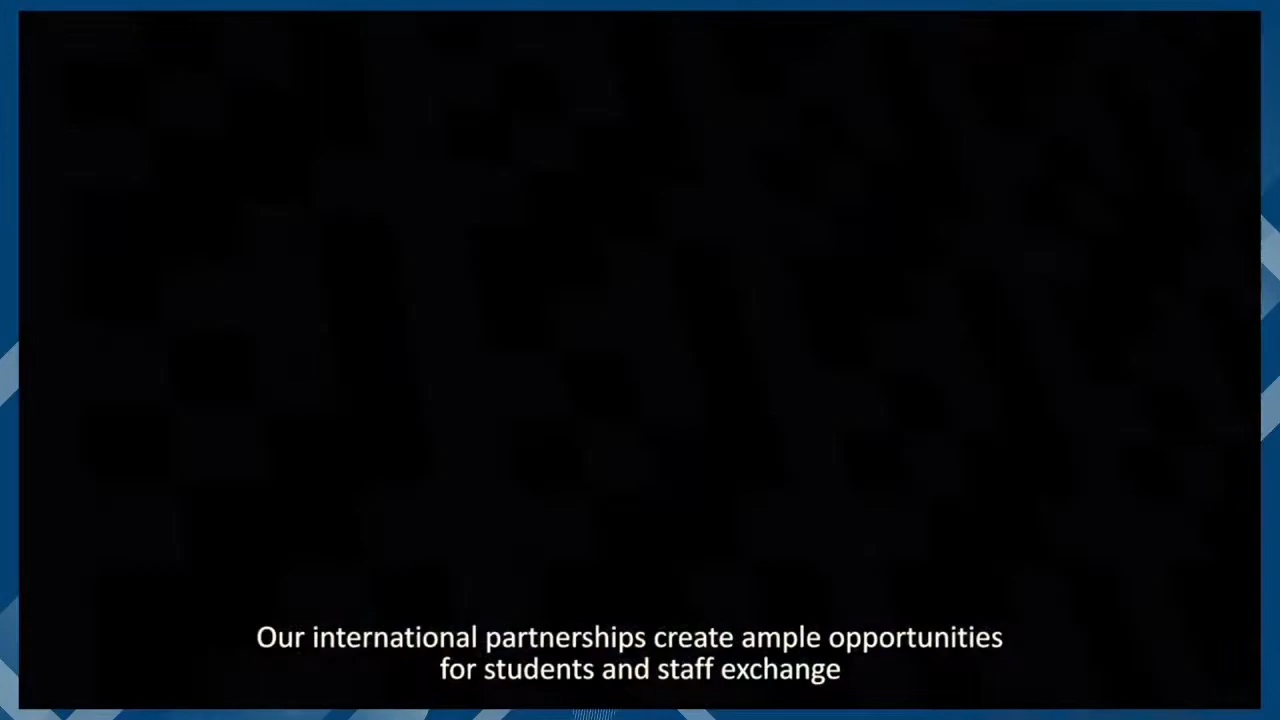 Our international partnerships create ample opportunities
for students and staff exchange